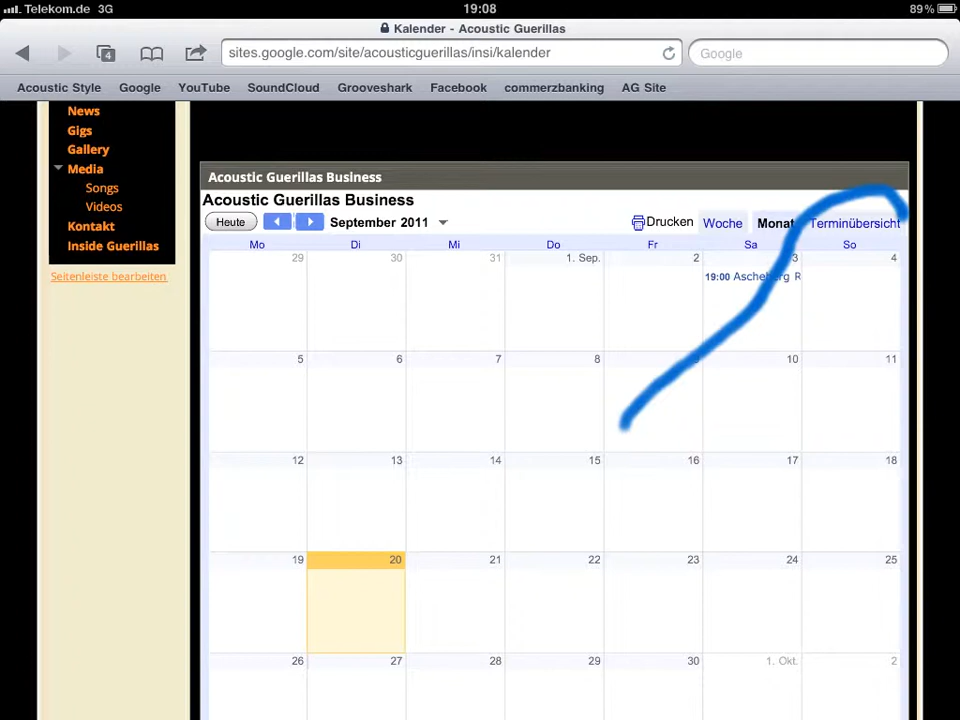 Telekom.de 3G 19:08 89%
Kalender - Acoustic Guerillas
4 sites.google.com/site/acousticguerillas/insi/kalender Google
Acoustic Style Google YouTube SoundCloud Grooveshark Facebook commerzbanking AG Site
News
Gigs
Gallery
Media
Songs
Videos
Kontakt
Inside Guerillas
Seitenleiste bearbeiten
Acoustic Guerillas Business
Acoustic Guerillas Business
Heute September 2011 Drucken Woche Monat Terminübersicht
Mo Di Mi Do Fr Sa So
29 30 31 1. Sep. 2 3 4
19:00 Ascheberg R
5 6 7 8 9 10 11
12 13 14 15 16 17 18
19 20 21 22 23 24 25
26 27 28 29 30 1. Okt. 2